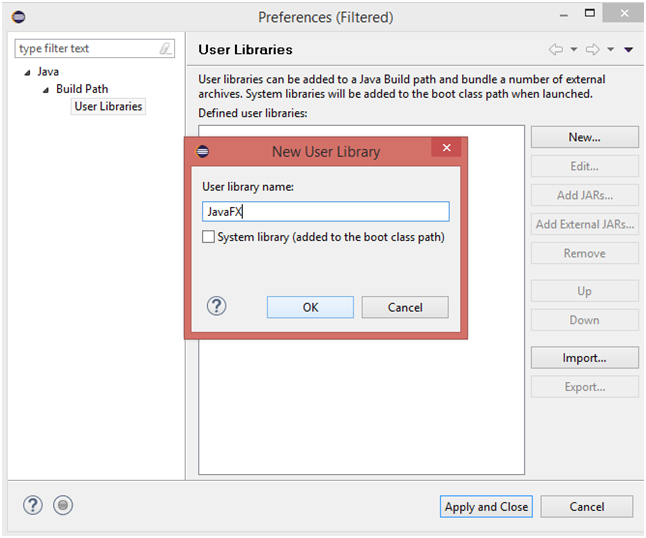 Preferences (Filtered)
type filter text
Java
Build Path
User Libraries
User Libraries
User libraries can be added to a Java Build path and bundle a number of external
archives. System libraries will be added to the boot class path when launched.
Defined user libraries:
New...
Edit...
Add JARs...
Add External JARs...
Remove
Up
Down
Import...
Export...
New User Library
User library name:
JavaFX
System library (added to the boot class path)
OK
Cancel
Apply and Close
Cancel